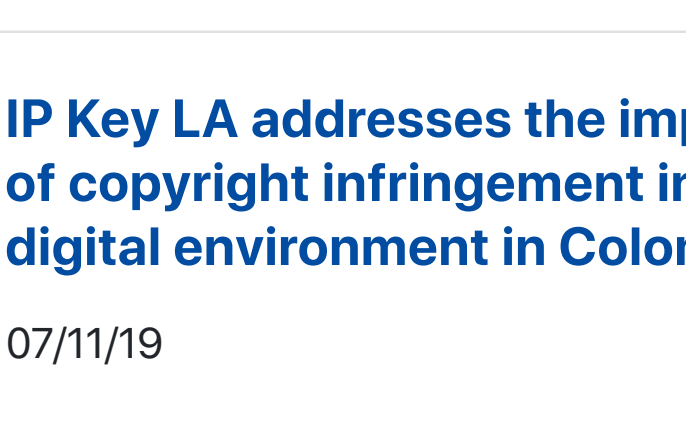 IP Key LA addresses the
of copyright infringement
digital environment in
07/11/19